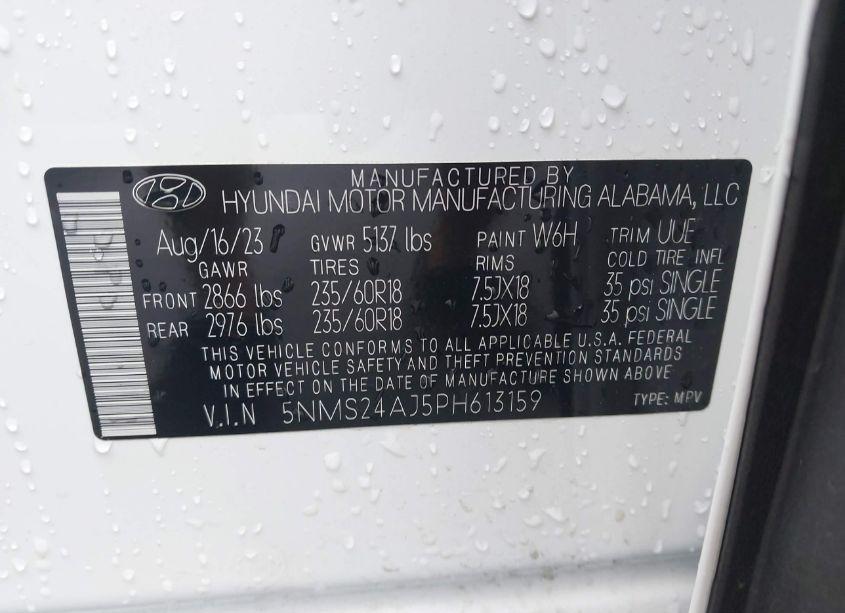 MANUFACTURED BY
HYUNDAI MOTOR MANUFACTURING ALABAMA, LLC
Aug/16/23 GVWR 5137 lbs PAINT W6H TRIM UUE
GAWR TIRES RIMS COLD TIRE INFL
FRONT 2866 lbs 235/60R18 7.5JX18 35 psi SINGLE
REAR 2976 lbs 235/60R18 7.5JX18 35 psi SINGLE
THIS VEHICLE CONFORMS TO ALL APPLICABLE U.S.A. FEDERAL
MOTOR VEHICLE SAFETY AND THEFT PREVENTION STANDARDS
IN EFFECT ON THE DATE OF MANUFACTURE SHOWN ABOVE
V.I.N 5NMS24AJ5PH613159 TYPE: MPV